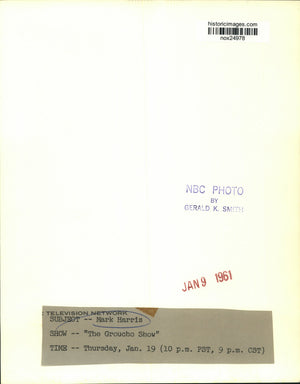 historicimages.com
nox24978
NBC PHOTO
BY
GERALD K. SMITH
JAN 9 1961
TELEVISION NETWORK
SUBJECT -- Mark Harris
SHOW -- "The Groucho Show"
TIME -- Thursday, Jan. 19 (10 p.m. PST, 9 p.m. CST)